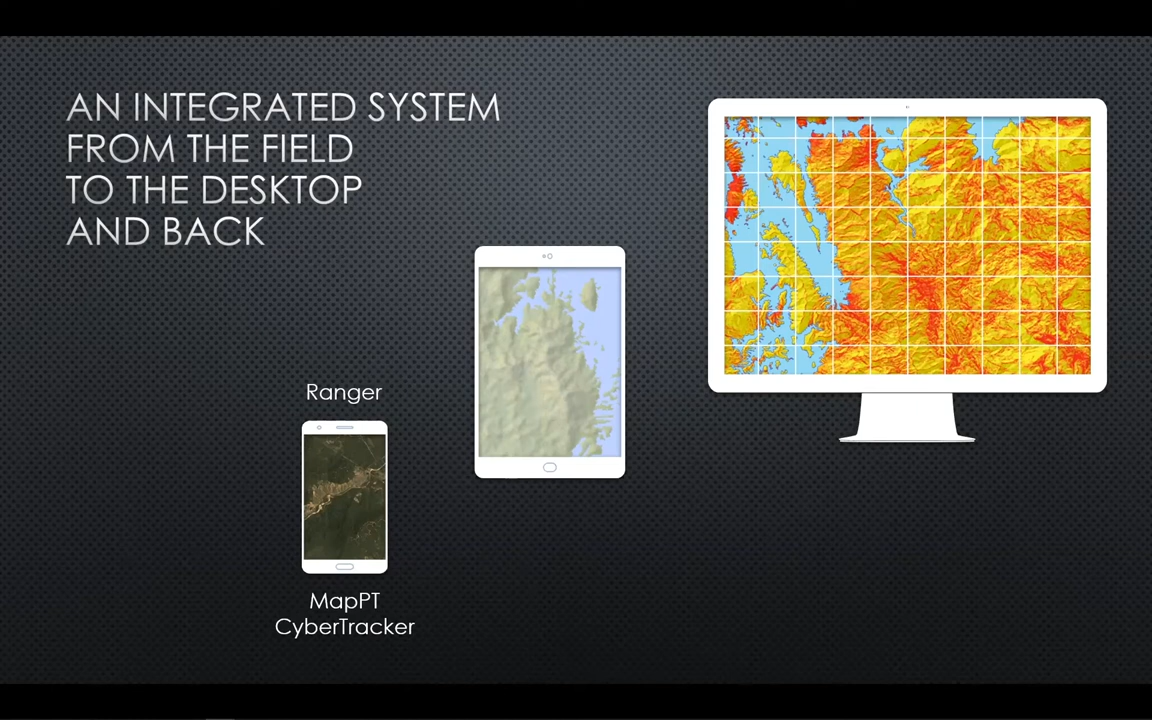 AN INTEGRATED SYSTEM
FROM THE FIELD
TO THE DESKTOP
AND BACK
Ranger
MapPT
CyberTracker